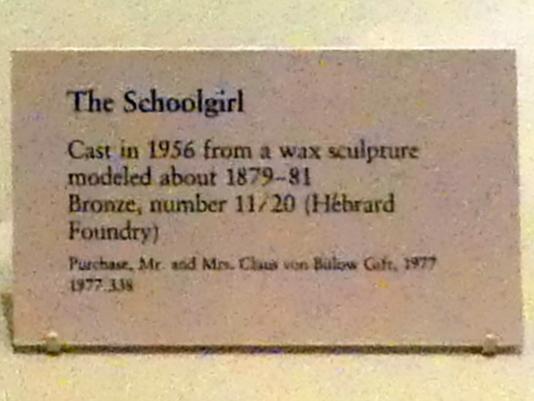 The Schoolgirl
Cast in 1956 from a wax sculpture
modeled about 1879–81
Bronze, number 11/20 (Hébrard
Foundry)
Purchase, Mr. and Mrs. Claus von Bülow Gift, 1977
1977.338